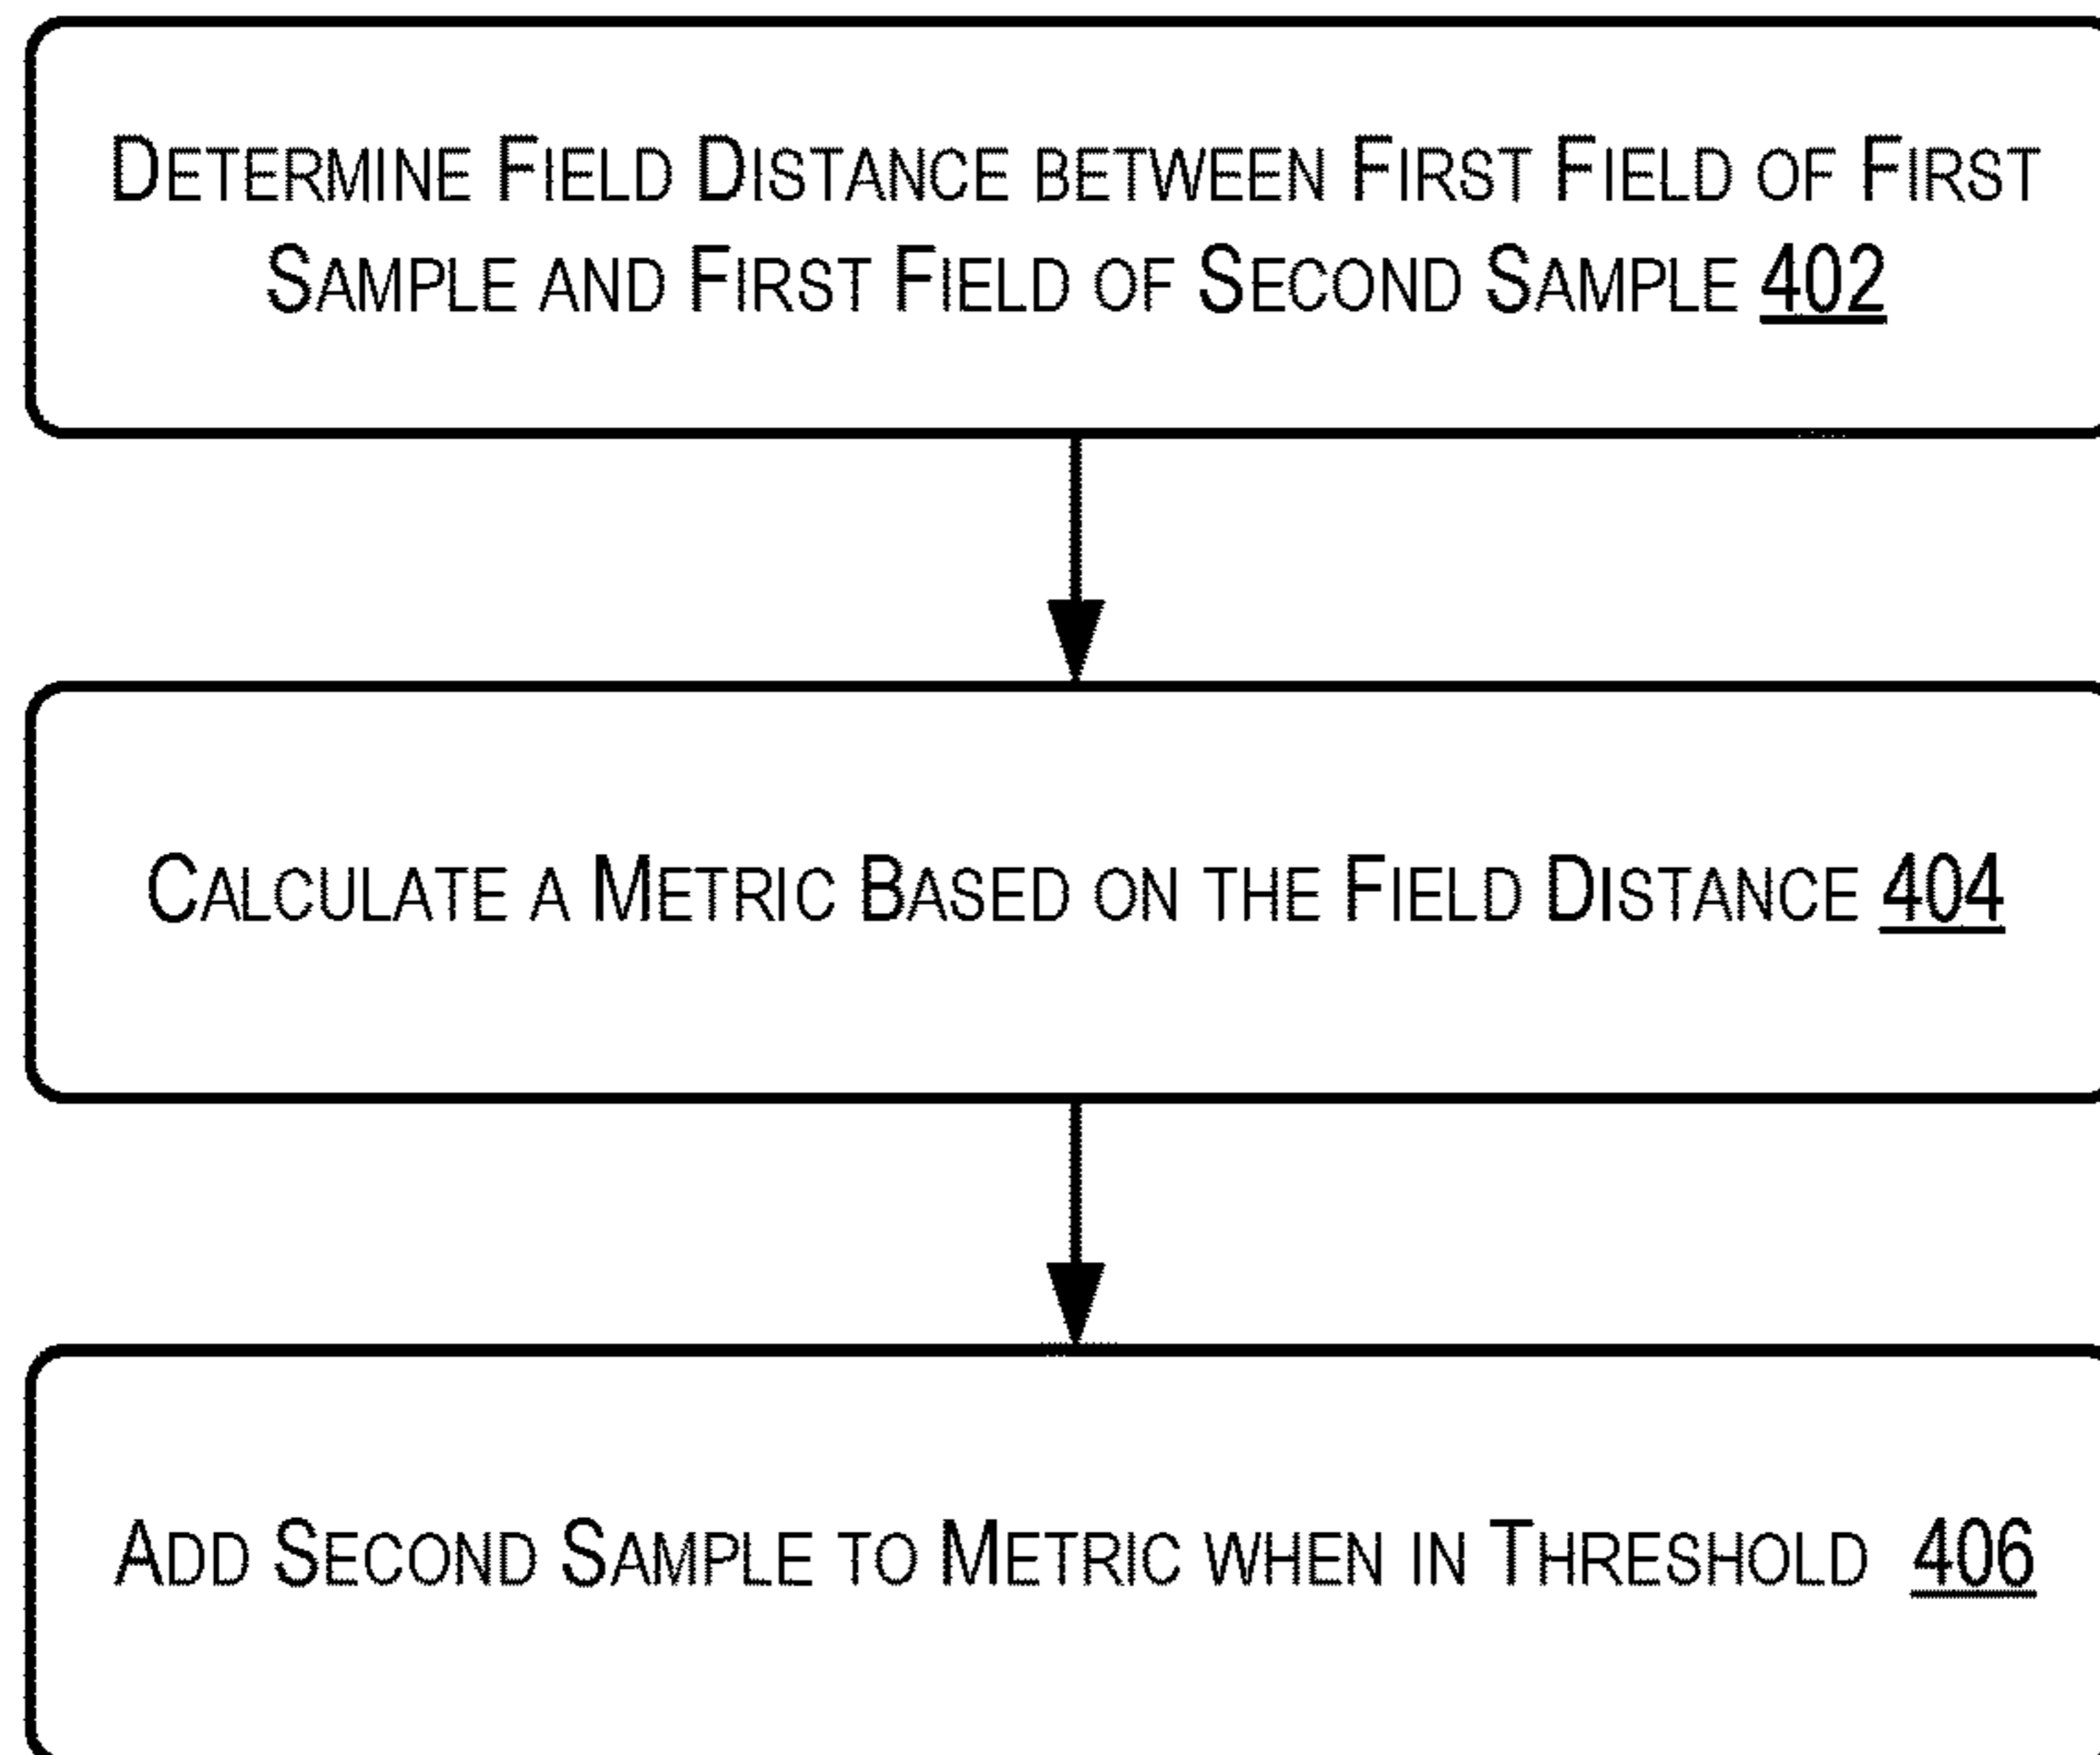 DETERMINE FIELD DISTANCE BETWEEN FIRST FIELD OF FIRST
SAMPLE AND FIRST FIELD OF SECOND SAMPLE 402
CALCULATE A METRIC BASED ON THE FIELD DISTANCE 404
ADD SECOND SAMPLE TO METRIC WHEN IN THRESHOLD 406